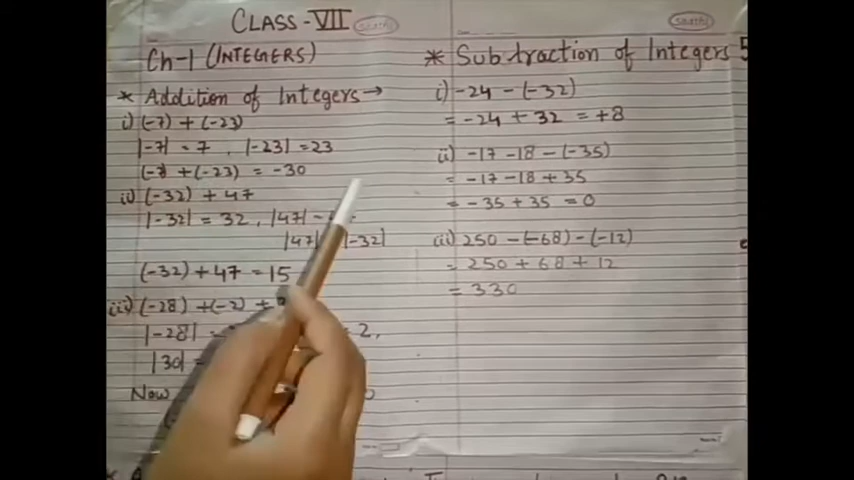 CLASS - VII
saathi
saathi
Ch-1 (INTEGERS)
* Addition of Integers →
i) (-7) + (-23)
|-7| = 7 , |-23| = 23
(-7) + (-23) = -30
ii) (-32) + 47
|-32| = 32 , |47| =
|47| |-32|
(-32) + 47 = 15
iii) (-28) + (-2) +
|-28| = 2,
|30| =
Now
* Subtraction of Integers
i) -24 - (-32)
= -24 + 32 = +8
ii) -17 -18 - (-35)
= -17 -18 + 35
= -35 + 35 = 0
iii) 250 - (-68) - (-12)
= 250 + 68 + 12
= 330